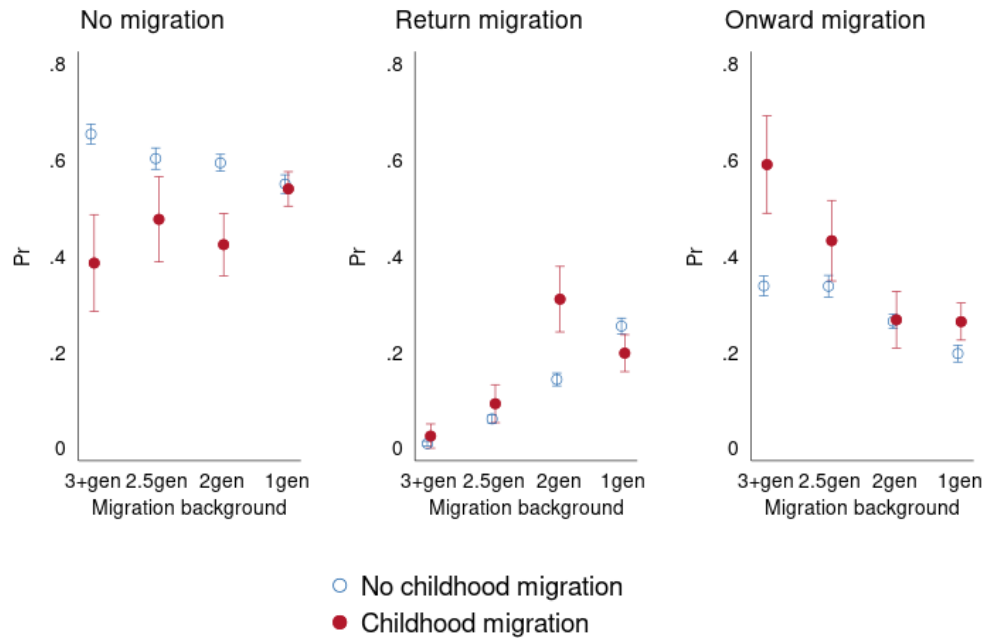 No migration
Return migration
Onward migration
.8
.6
.4
.2
0
Pr
3+gen 2.5gen 2gen 1gen
Migration background
.8
.6
.4
.2
0
Pr
3+gen 2.5gen 2gen 1gen
Migration background
.8
.6
.4
.2
0
Pr
3+gen 2.5gen 2gen 1gen
Migration background
No childhood migration
Childhood migration